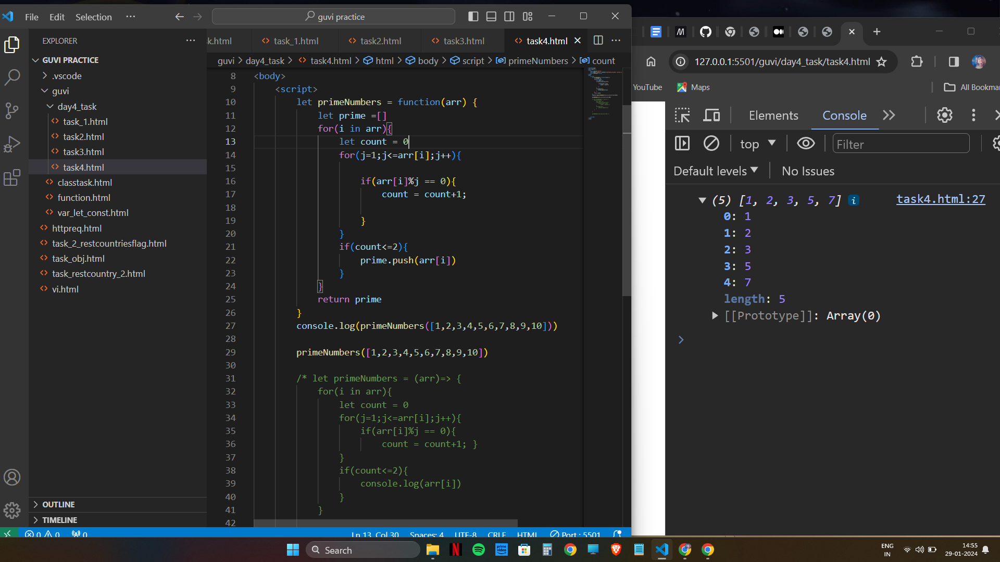 File Edit Selection ··· guvi practice
EXPLORER ···
GUVI PRACTICE
.vscode
guvi
day4_task
task_1.html
task2.html
task3.html
task4.html
classtask.html
function.html
var_let_const.html
httpreq.html
task_2_restcountriesflag.html
task_obj.html
task_restcountry_2.html
vi.html
OUTLINE
TIMELINE
k.html task_1.html task2.html task3.html task4.html
guvi > day4_task > task4.html > html > body > script > primeNumbers > count
8 <body>
9 <script>
10 let primeNumbers = function(arr) {
11 let prime =[]
12 for(i in arr){
13 let count = 0
14 for(j=1;j<=arr[i];j++){
15
16 if(arr[i]%j == 0){
17 count = count+1;
18
19 }
20 }
21 if(count<=2){
22 prime.push(arr[i])
23 }
24 }
25 return prime
26 }
27 console.log(primeNumbers([1,2,3,4,5,6,7,8,9,10]))
28
29 primeNumbers([1,2,3,4,5,6,7,8,9,10])
30
31 /* let primeNumbers = (arr)=> {
32 for(i in arr){
33 let count = 0
34 for(j=1;j<=arr[i];j++){
35 if(arr[i]%j == 0){
36 count = count+1; }
37 }
38 if(count<=2){
39 console.log(arr[i])
40 }
41 }
42
0 0 0 Ln 13, Col 30 Spaces: 4 UTF-8 CRLF HTML Port : 5501
127.0.0.1:5501/guvi/day4_task/task4.html
YouTube Maps All Bookmar
Elements Console
top Filter
Default levels No Issues
(5) [1, 2, 3, 5, 7] i task4.html:27
0: 1
1: 2
2: 3
3: 5
4: 7
length: 5
[[Prototype]]: Array(0)
Search
prime video
ENG
IN
14:55
29-01-2024